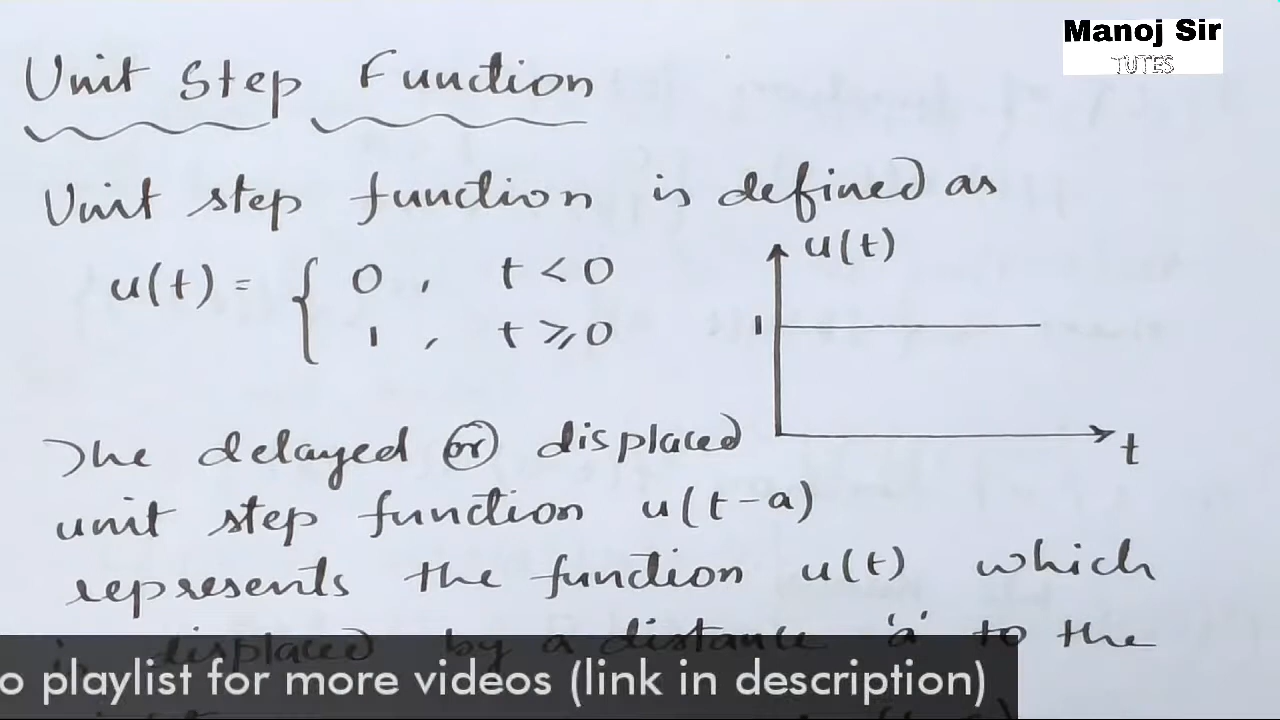 Manoj Sir
TUTES
Unit Step Function
Unit step function is defined as
u(t) = { 0 , t < 0
1 , t ≥ 0
u(t)
1
t
The delayed or displaced
unit step function u(t-a)
represents the function u(t) which
is displaced by a distance 'a' to the
o playlist for more videos (link in description)